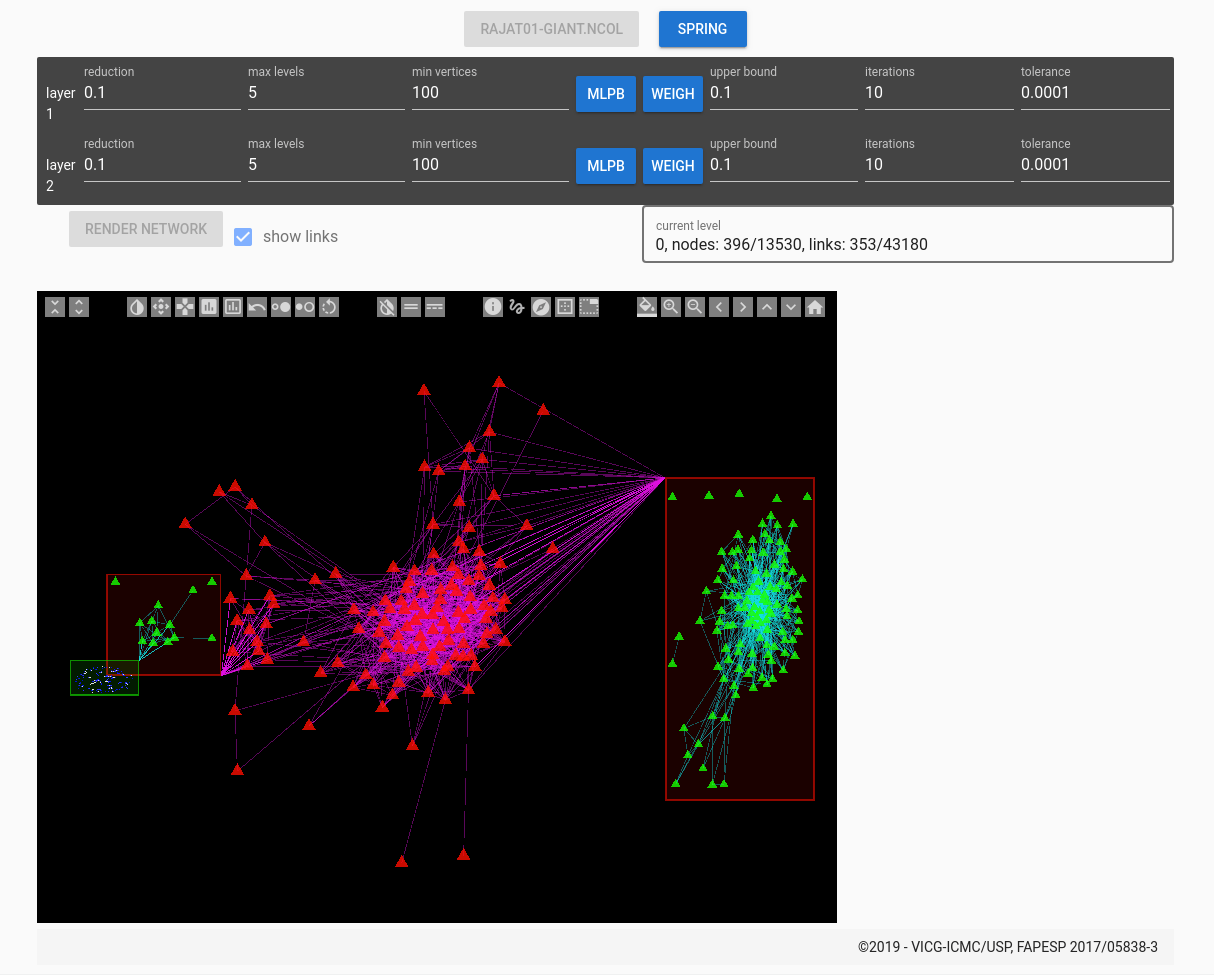 RAJAT01-GIANT.NCOL SPRING
reduction max levels min vertices upper bound iterations tolerance
layer 1 0.1 5 100 MLPB WEIGH 0.1 10 0.0001
reduction max levels min vertices upper bound iterations tolerance
layer 2 0.1 5 100 MLPB WEIGH 0.1 10 0.0001
RENDER NETWORK show links
current level
0, nodes: 396/13530, links: 353/43180
©2019 - VICG-ICMC/USP, FAPESP 2017/05838-3